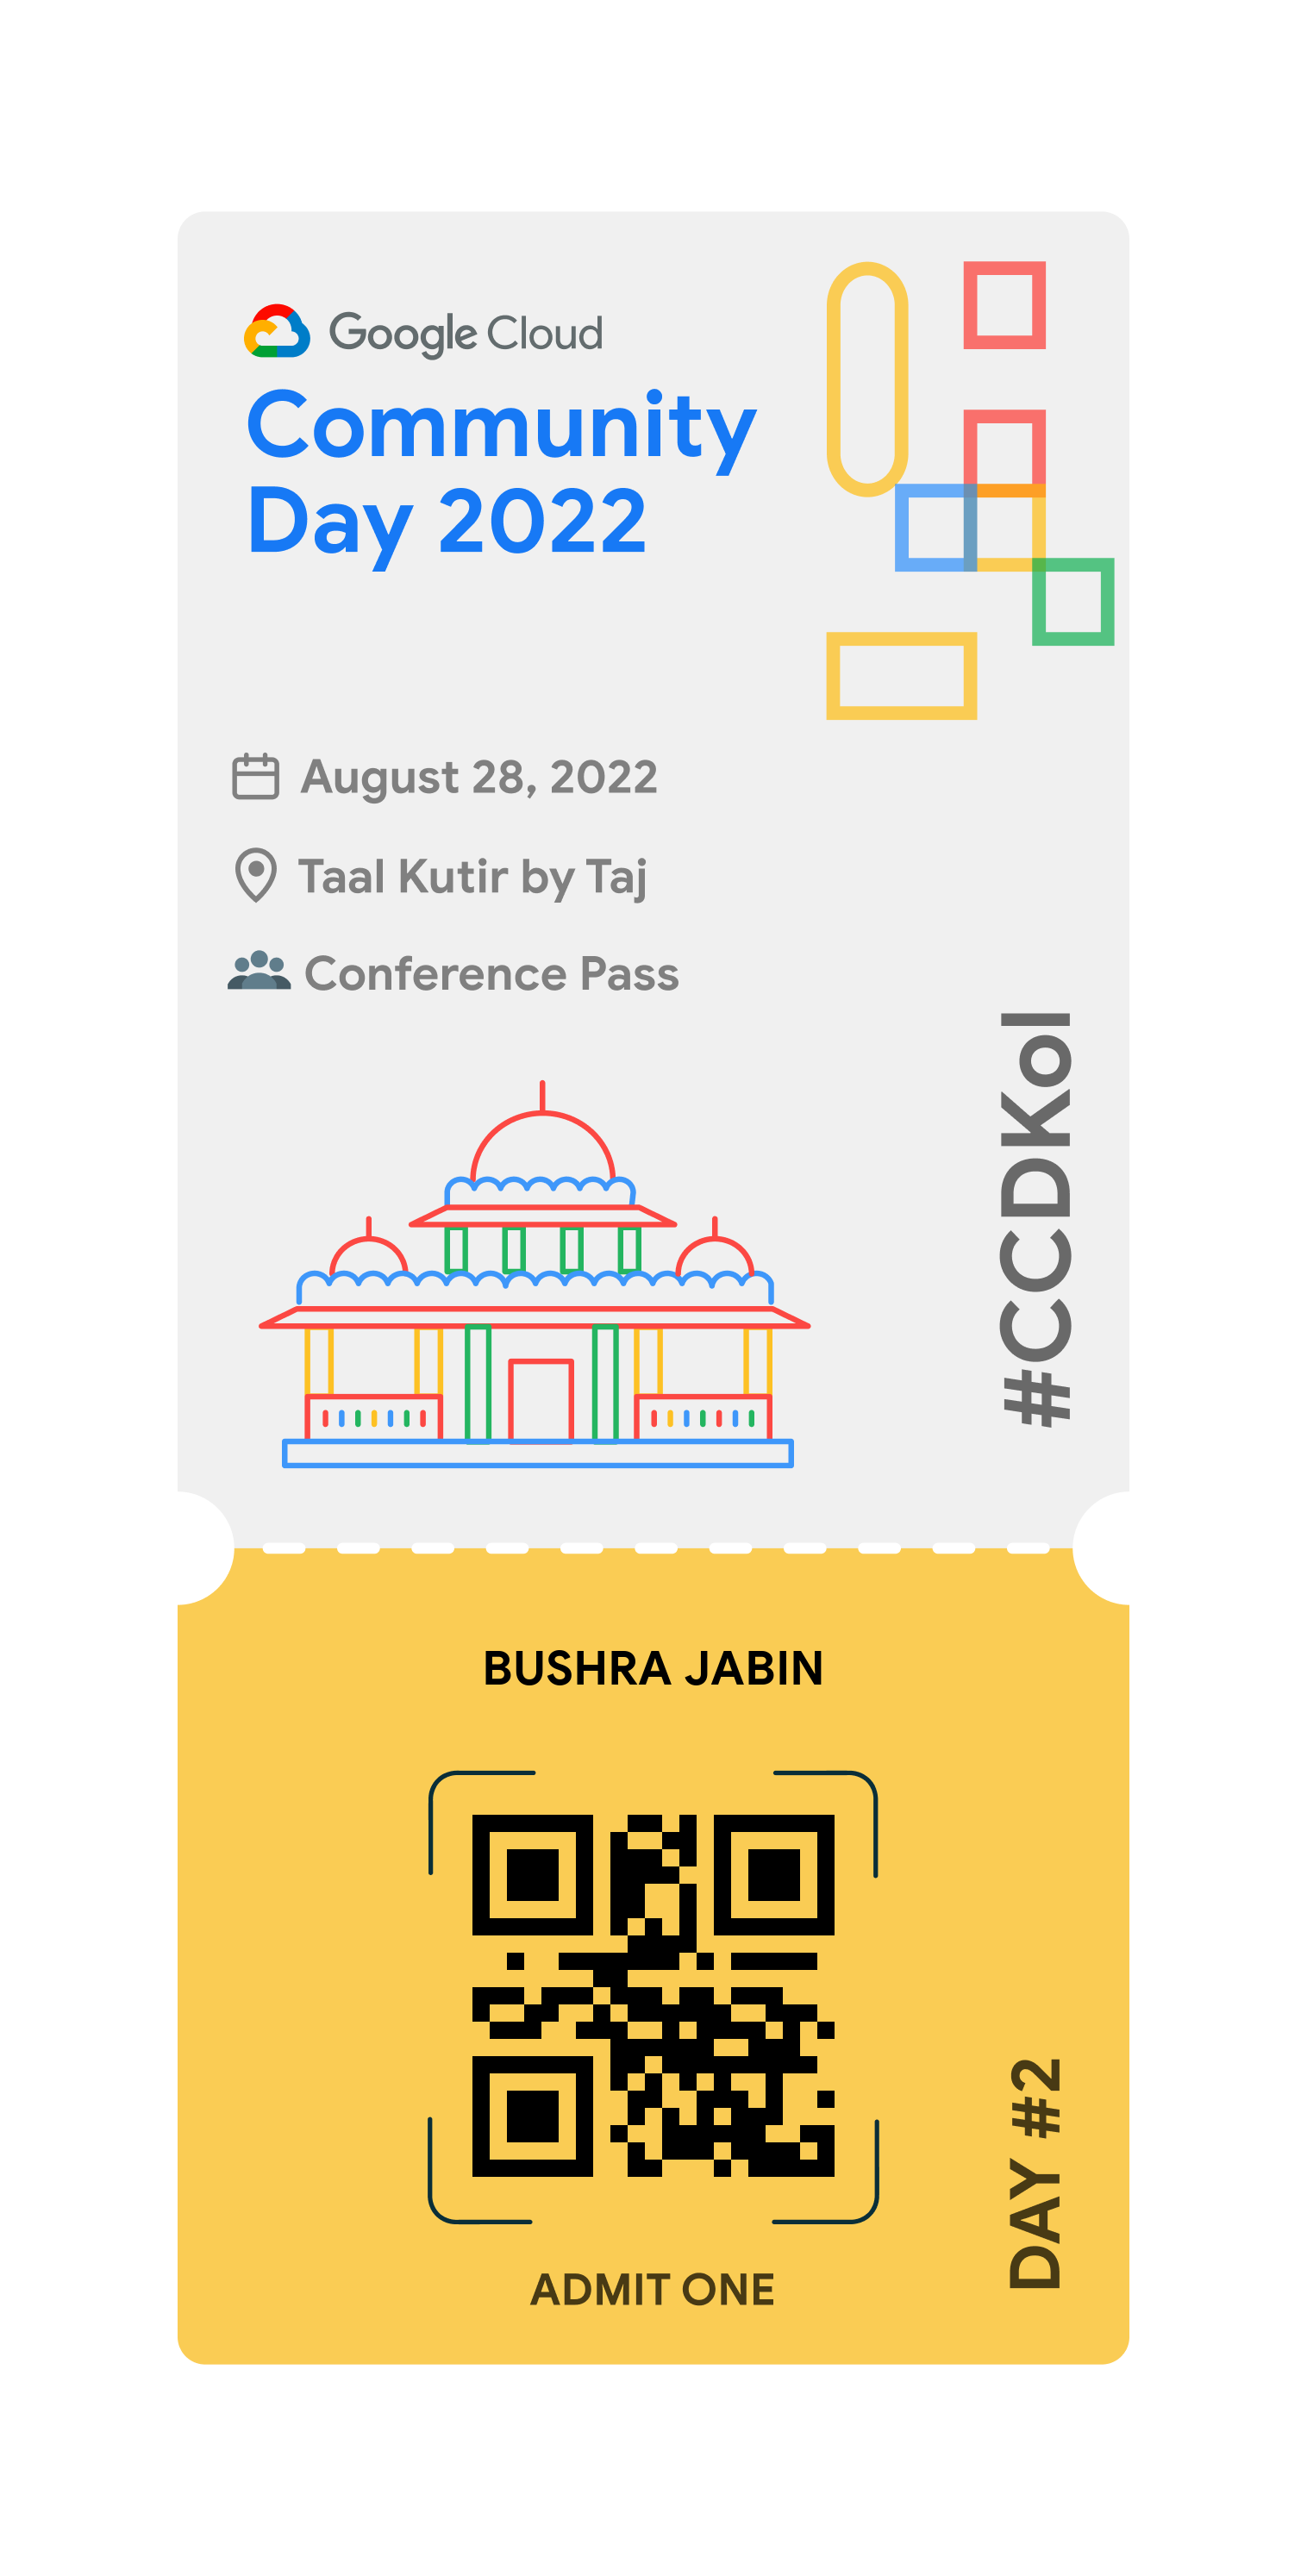 Google Cloud
Community
Day 2022
August 28, 2022
Taal Kutir by Taj
Conference Pass
#CCDKol
BUSHRA JABIN
DAY #2
ADMIT ONE